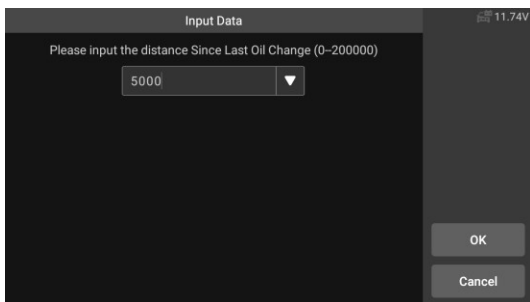 Input Data
11.74V
Please input the distance Since Last Oil Change (0~200000)
5000
OK
Cancel